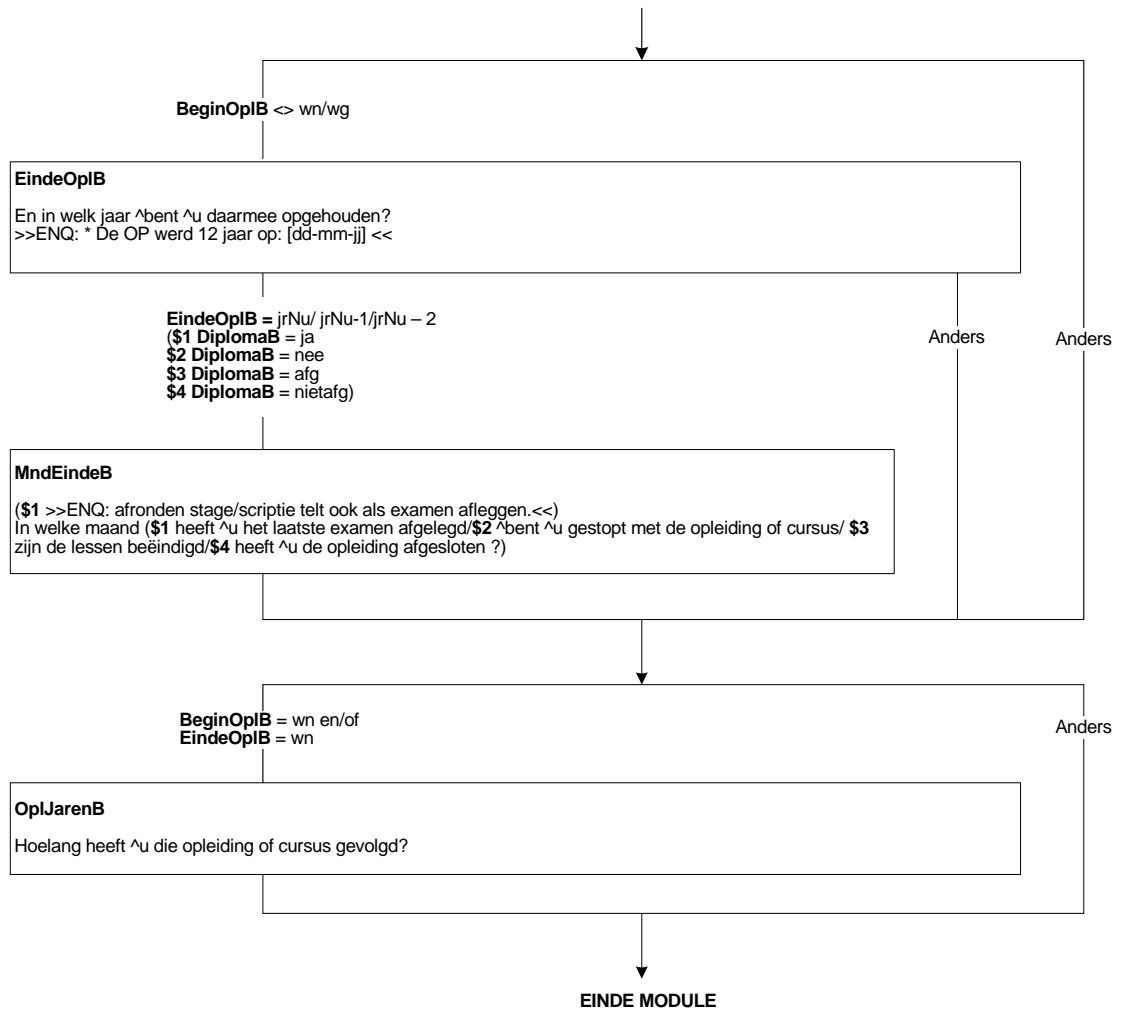 BeginOplB <> wn/wg
EindeOplB
En in welk jaar ^bent ^u daarmee opgehouden?
>>ENQ: * De OP werd 12 jaar op: [dd-mm-jj] <<
EindeOplB = jrNu/ jrNu-1/jrNu – 2
($1 DiplomaB = ja
$2 DiplomaB = nee
$3 DiplomaB = afg
$4 DiplomaB = nietafg)
Anders
Anders
MndEindeB
($1 >>ENQ: afronden stage/scriptie telt ook als examen afleggen.<<)
In welke maand ($1 heeft ^u het laatste examen afgelegd/$2 ^bent ^u gestopt met de opleiding of cursus/ $3
zijn de lessen beëindigd/$4 heeft ^u de opleiding afgesloten ?)
BeginOplB = wn en/of
EindeOplB = wn
Anders
OplJarenB
Hoelang heeft ^u die opleiding of cursus gevolgd?
EINDE MODULE